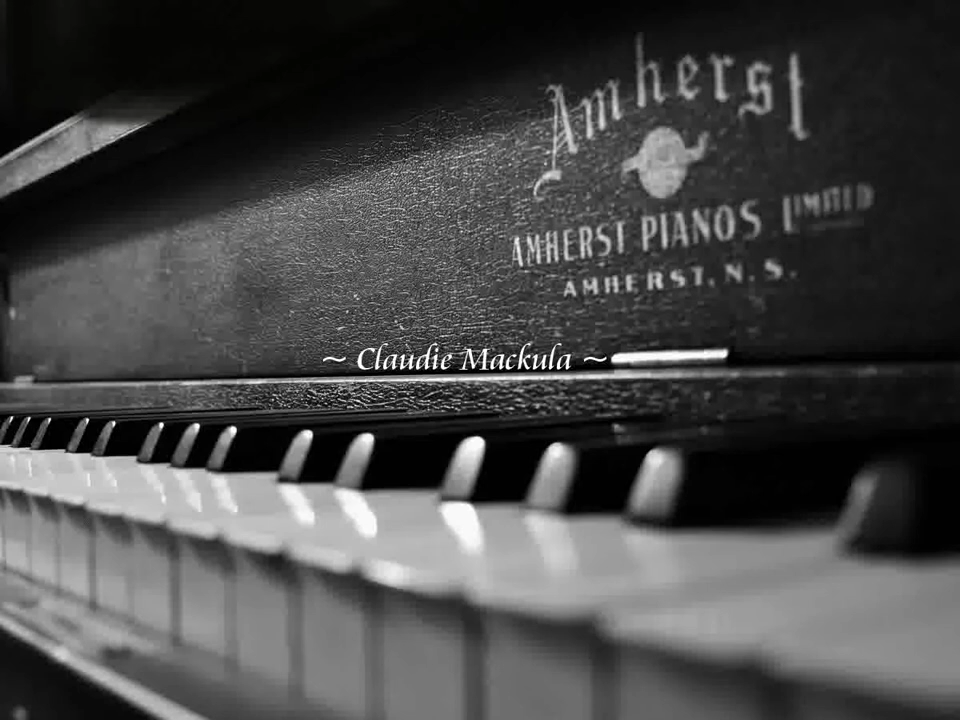 Amherst
AMHERST PIANOS LIMITED
AMHERST, N. S.
~ Claudie Mackula ~